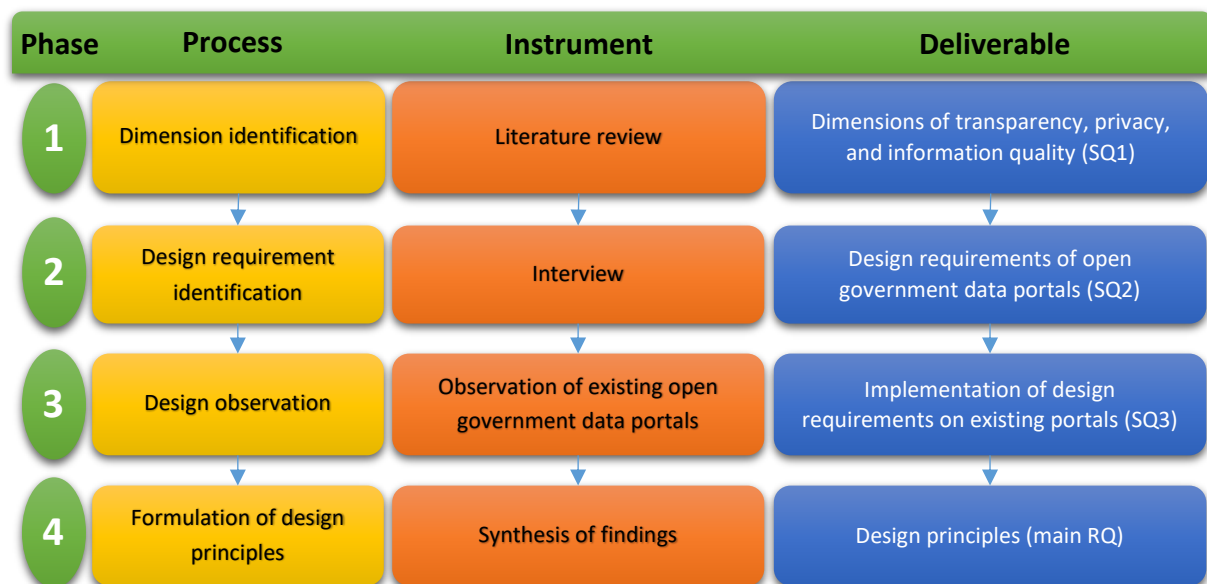 Phase Process Instrument Deliverable
1
Dimension identification
Literature review
Dimensions of transparency, privacy,
and information quality (SQ1)
2
Design requirement
identification
Interview
Design requirements of open
government data portals (SQ2)
3
Design observation
Observation of existing open
government data portals
Implementation of design
requirements on existing portals (SQ3)
4
Formulation of design
principles
Synthesis of findings
Design principles (main RQ)